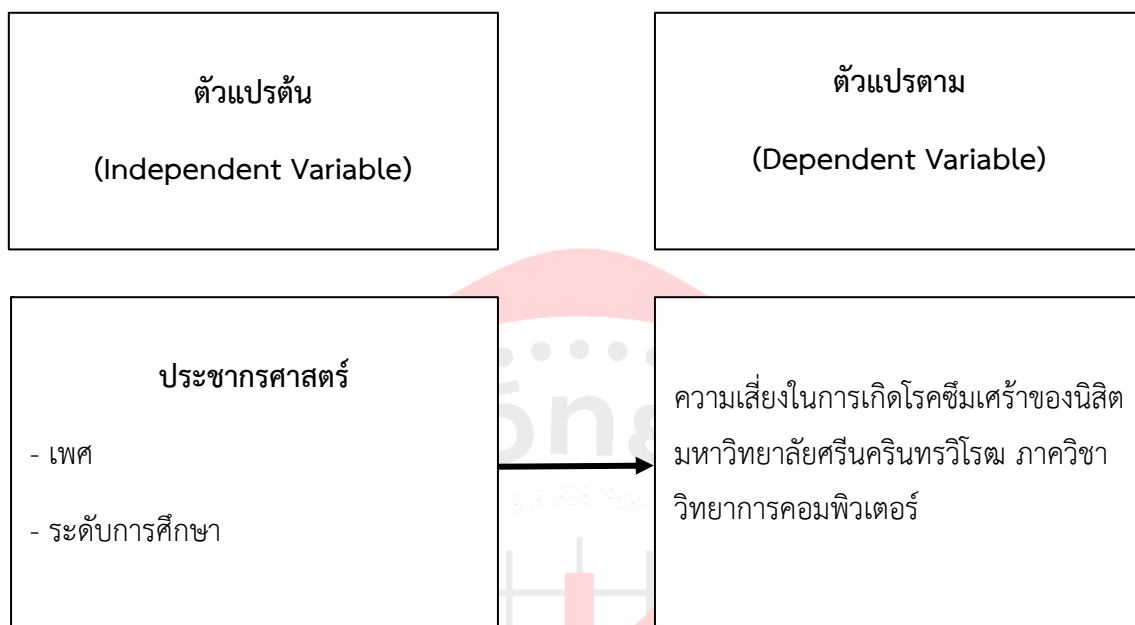 ตัวแปรต้น
(Independent Variable)
ตัวแปรตาม
(Dependent Variable)
ประชากรศาสตร์
- เพศ
- ระดับการศึกษา
ความเสี่ยงในการเกิดโรคซึมเศร้าของนิสิต
มหาวิทยาลัยศรีนครินทรวิโรฒ ภาควิชา
วิทยาการคอมพิวเตอร์